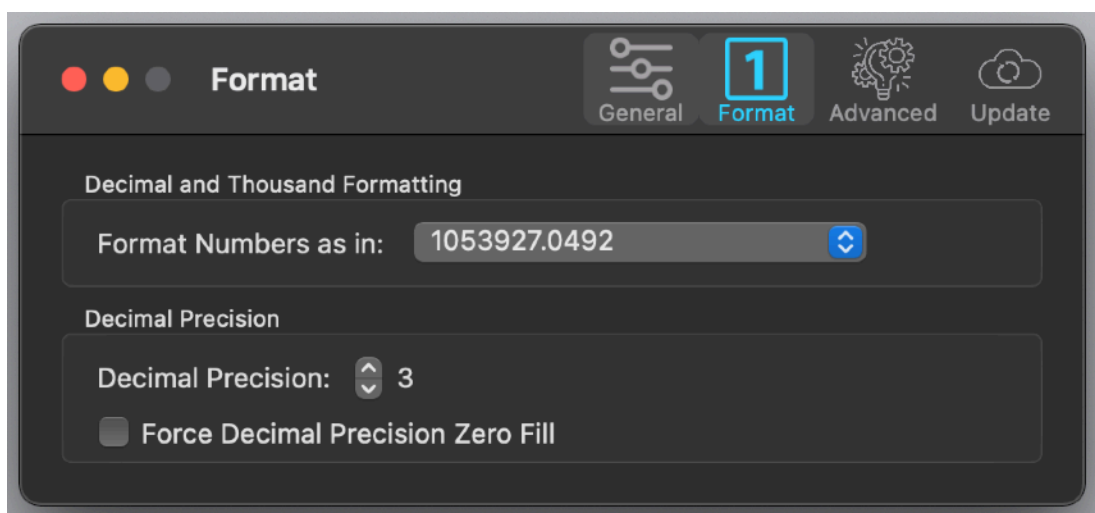 Format
1
General
Format
Advanced
Update
Decimal and Thousand Formatting
Format Numbers as in: 1053927.0492
Decimal Precision
Decimal Precision: 3
Force Decimal Precision Zero Fill